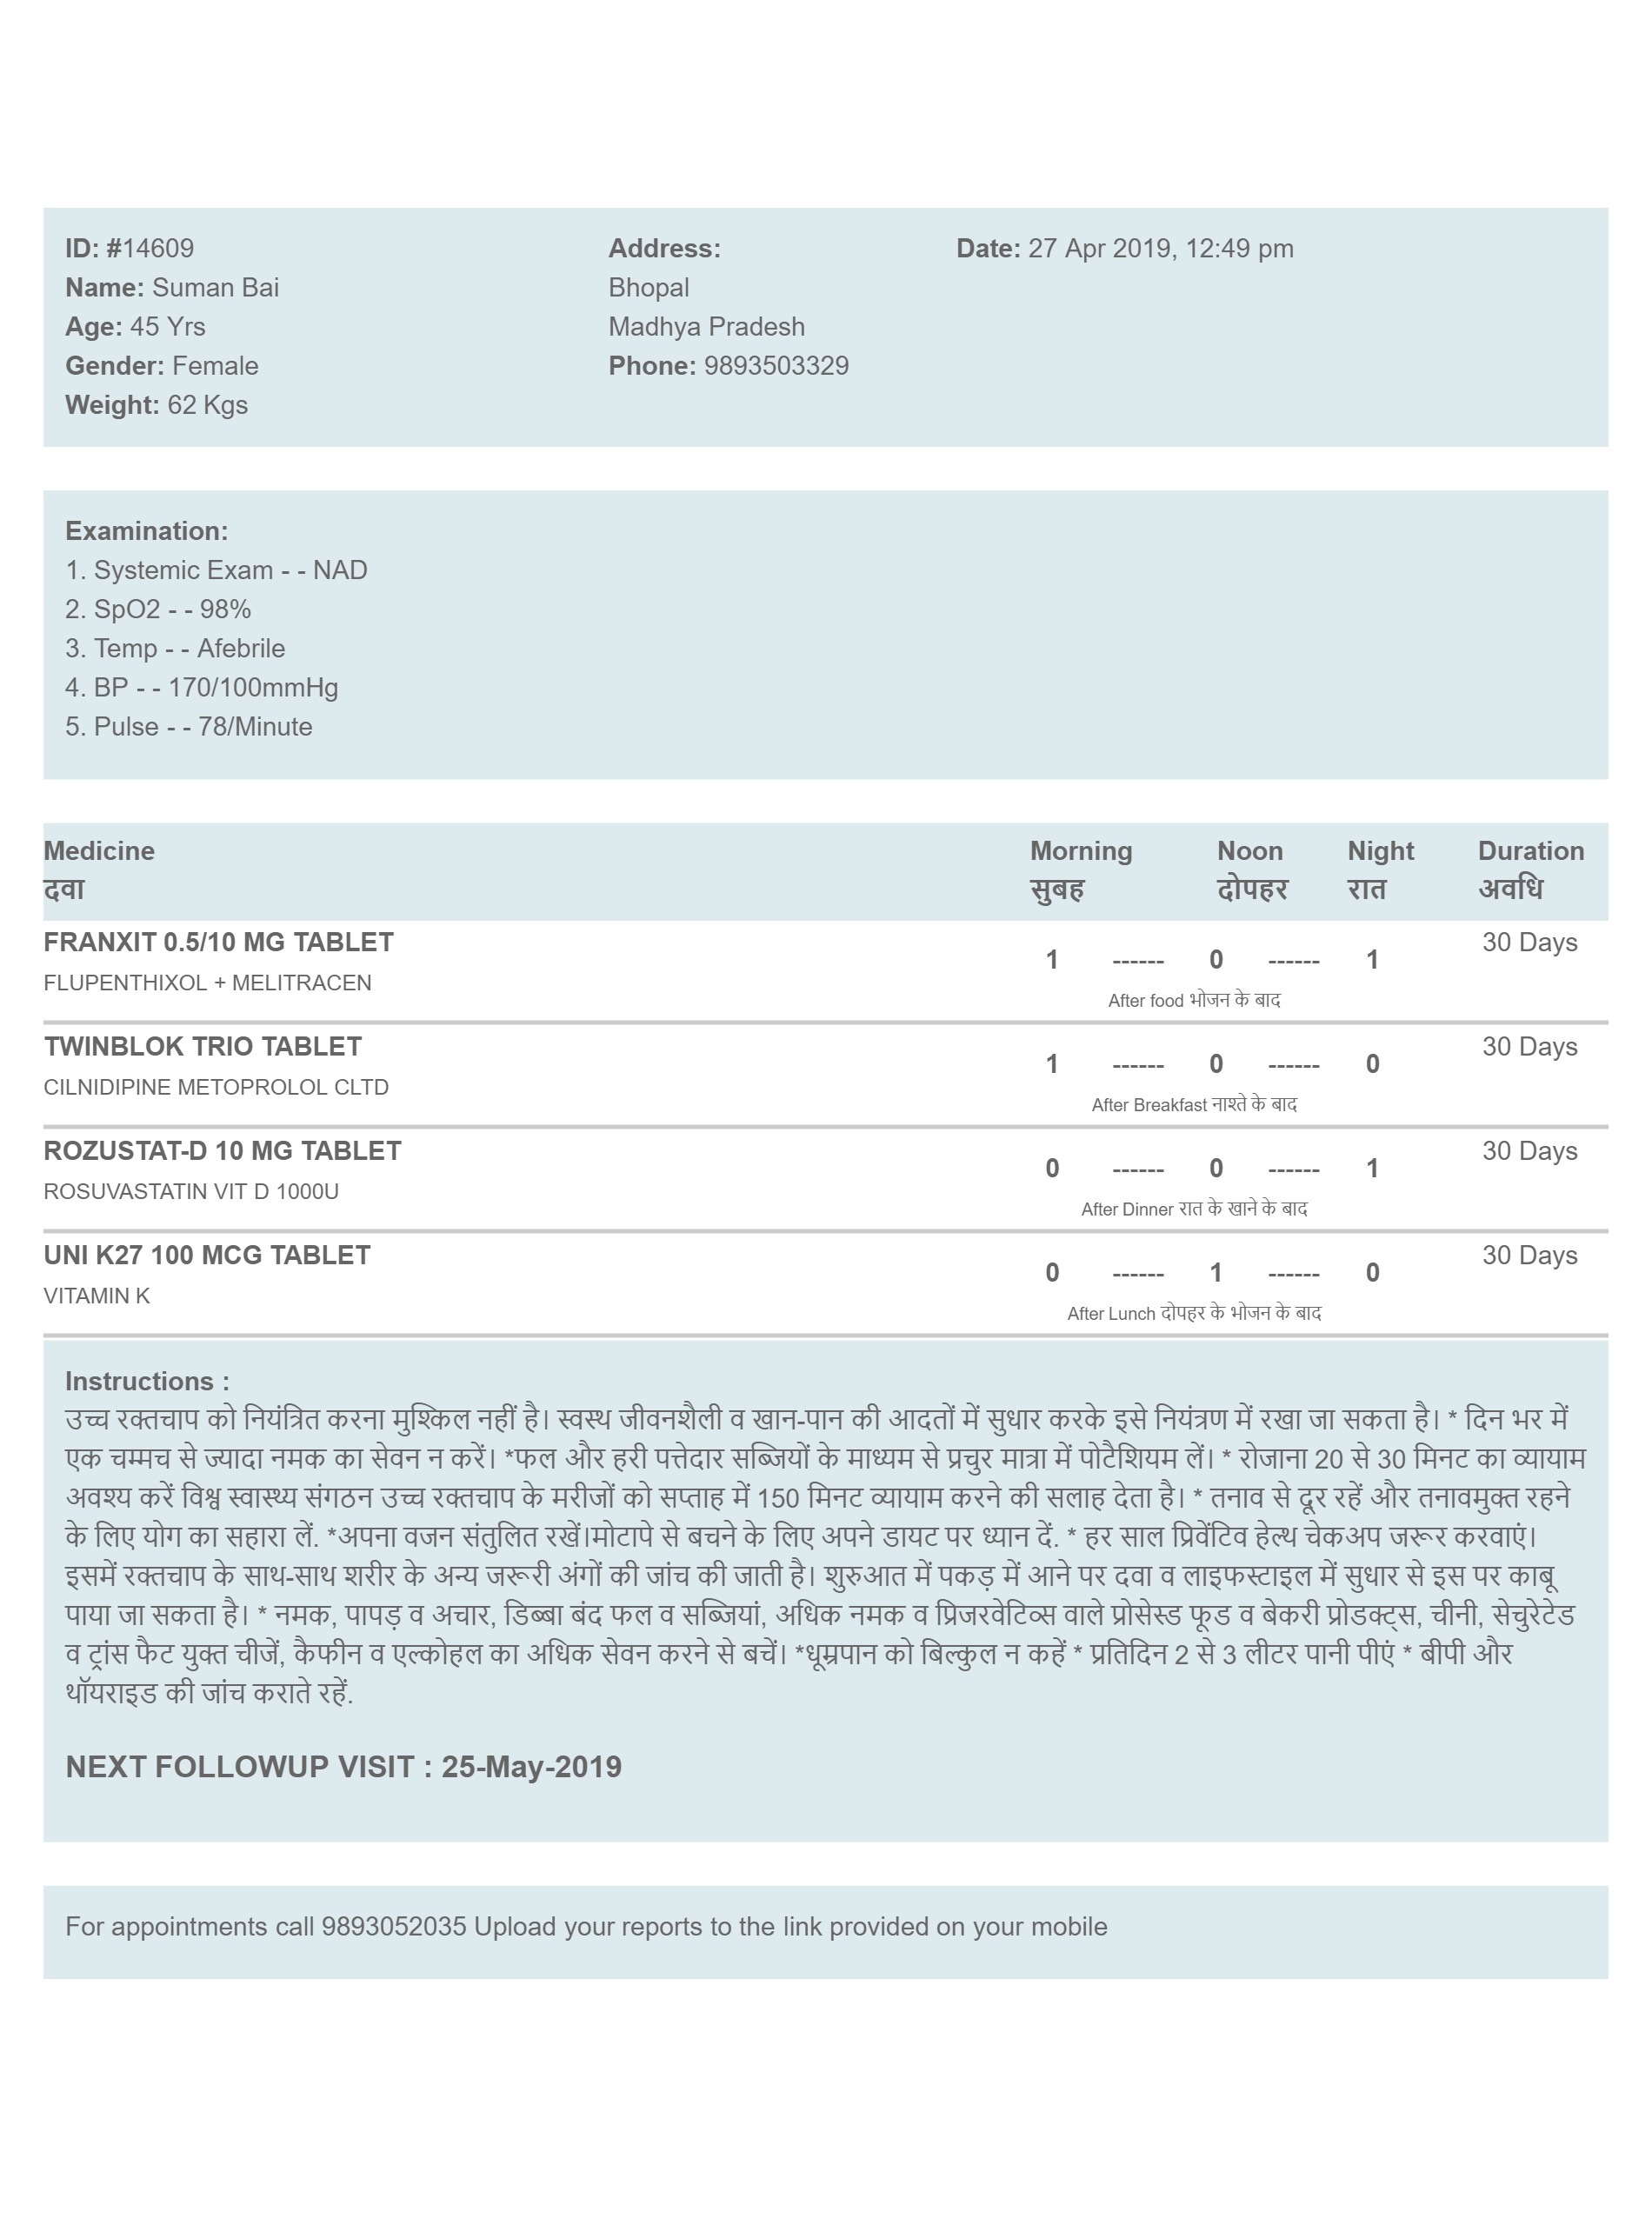 ID: #14609 Address: Date: 27 Apr 2019, 12:49 pm
Name: Suman Bai Bhopal
Age: 45 Yrs Madhya Pradesh
Gender: Female Phone: 9893503329
Weight: 62 Kgs
Examination:
1. Systemic Exam - - NAD
2. SpO2 - - 98%
3. Temp - - Afebrile
4. BP - - 170/100mmHg
5. Pulse - - 78/Minute
Medicine Morning Noon Night Duration
दवा सुबह दोपहर रात अवधि
FRANXIT 0.5/10 MG TABLET 30 Days
1 ------ 0 ------ 1
FLUPENTHIXOL + MELITRACEN
After food भोजन के बाद
TWINBLOK TRIO TABLET 30 Days
1 ------ 0 ------ 0
CILNIDIPINE METOPROLOL CLTD
After Breakfast नाश्ते के बाद
ROZUSTAT-D 10 MG TABLET 30 Days
0 ------ 0 ------ 1
ROSUVASTATIN VIT D 1000U
After Dinner रात के खाने के बाद
UNI K27 100 MCG TABLET 30 Days
0 ------ 1 ------ 0
VITAMIN K
After Lunch दोपहर के भोजन के बाद
Instructions :
उच्च रक्तचाप को नियंत्रित करना मुश्किल नहीं है। स्वस्थ जीवनशैली व खान-पान की आदतों में सुधार करके इसे नियंत्रण में रखा जा सकता है। * दिन भर में
एक चम्मच से ज्यादा नमक का सेवन न करें। *फल और हरी पत्तेदार सब्जियों के माध्यम से प्रचुर मात्रा में पोटैशियम लें। * रोजाना 20 से 30 मिनट का व्यायाम
अवश्य करें विश्व स्वास्थ्य संगठन उच्च रक्तचाप के मरीजों को सप्ताह में 150 मिनट व्यायाम करने की सलाह देता है। * तनाव से दूर रहें और तनावमुक्त रहने
के लिए योग का सहारा लें. *अपना वजन संतुलित रखें।मोटापे से बचने के लिए अपने डायट पर ध्यान दें. * हर साल प्रिवेंटिव हेल्थ चेकअप जरूर करवाएं।
इसमें रक्तचाप के साथ-साथ शरीर के अन्य जरूरी अंगों की जांच की जाती है। शुरुआत में पकड़ में आने पर दवा व लाइफस्टाइल में सुधार से इस पर काबू
पाया जा सकता है। * नमक, पापड़ व अचार, डिब्बा बंद फल व सब्जियां, अधिक नमक व प्रिजरवेटिव्स वाले प्रोसेस्ड फूड व बेकरी प्रोडक्ट्स, चीनी, सेचुरेटेड
व ट्रांस फैट युक्त चीजें, कैफीन व एल्कोहल का अधिक सेवन करने से बचें। *धूम्रपान को बिल्कुल न कहें * प्रतिदिन 2 से 3 लीटर पानी पीएं * बीपी और
थॉयराइड की जांच कराते रहें.
NEXT FOLLOWUP VISIT : 25-May-2019
For appointments call 9893052035 Upload your reports to the link provided on your mobile